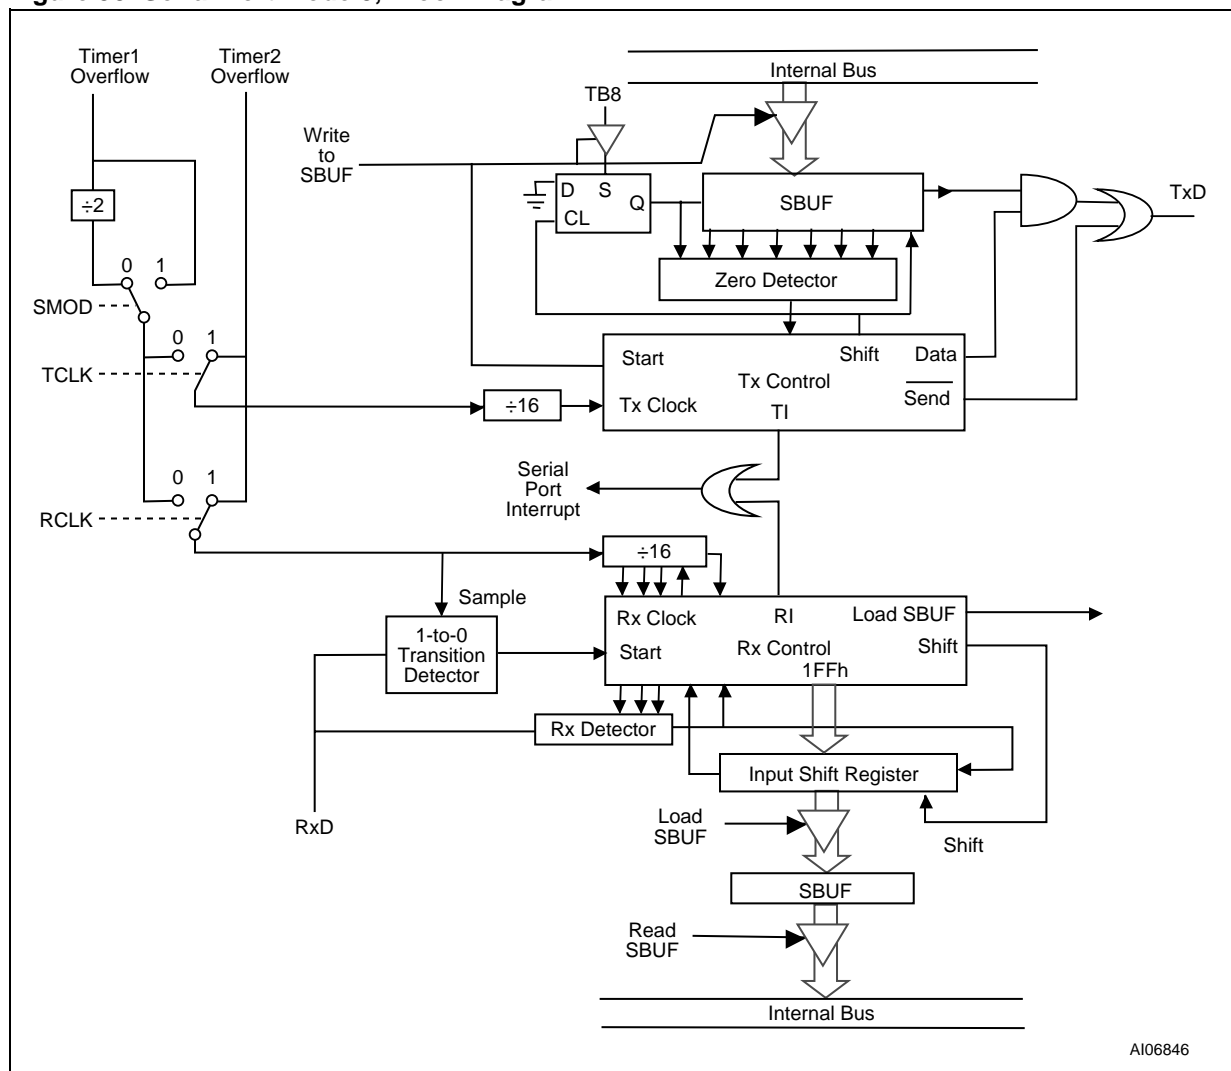 Timer1
Overflow
Timer2
Overflow
Internal Bus
TB8
Write
to
SBUF
D
S
Q
CL
SBUF
TxD
÷2
Zero Detector
0
1
SMOD
0
1
TCLK
Start
Shift
Data
Tx Control
Send
÷16
Tx Clock
TI
Serial
Port
Interrupt
0
1
RCLK
÷16
Sample
Rx Clock
RI
Load SBUF
1-to-0
Transition
Detector
Start
Rx Control
Shift
1FFh
Rx Detector
Input Shift Register
RxD
Load
SBUF
Shift
SBUF
Read
SBUF
Internal Bus
AI06846